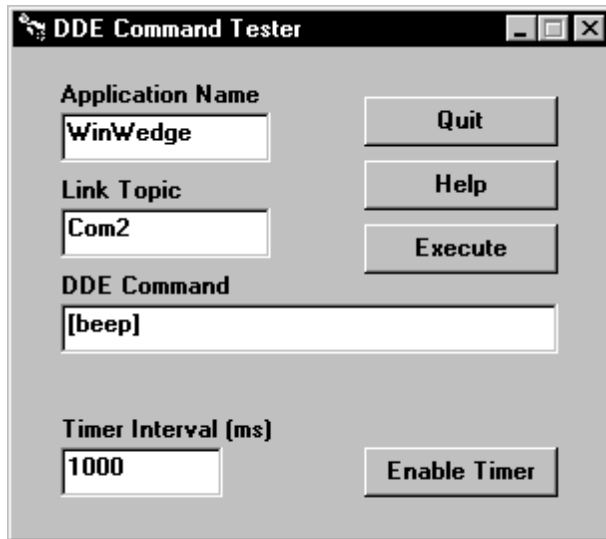 DDE Command Tester
Application Name
WinWedge
Quit
Link Topic
Help
Com2
Execute
DDE Command
[beep]
Timer Interval (ms)
1000
Enable Timer